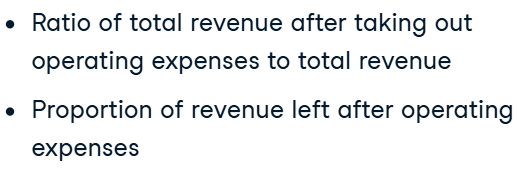 • Ratio of total revenue after taking out
operating expenses to total revenue
• Proportion of revenue left after operating
expenses